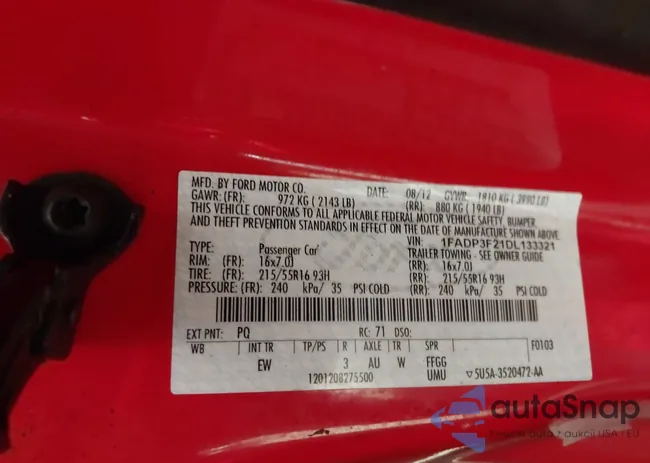 MFD. BY FORD MOTOR CO. DATE: 08/12 GVWR: 1810 KG ( 3990 LB)
GAWR: (FR): 972 KG ( 2143 LB) (RR): 880 KG ( 1940 LB)
THIS VEHICLE CONFORMS TO ALL APPLICABLE FEDERAL MOTOR VEHICLE SAFETY, BUMPER,
AND THEFT PREVENTION STANDARDS IN EFFECT ON THE DATE OF MANUFACTURE SHOWN ABOVE.
VIN: 1FADP3F21DL133321
TYPE: Passenger Car TRAILER TOWING - SEE OWNER GUIDE
RIM: (FR): 16x7.0J (RR): 16x7.0J
TIRE: (FR): 215/55R16 93H (RR): 215/55R16 93H
PRESSURE: (FR): 240 kPa/ 35 PSI COLD (RR): 240 kPa/ 35 PSI COLD
EXT PNT: PQ RC: 71 DSO:
WB INT TR TP/PS R AXLE TR SPR F0103
EW 3 AU W FFGG
1201208275500 UMU ▽5U5A-3520472-AA
autaSnap